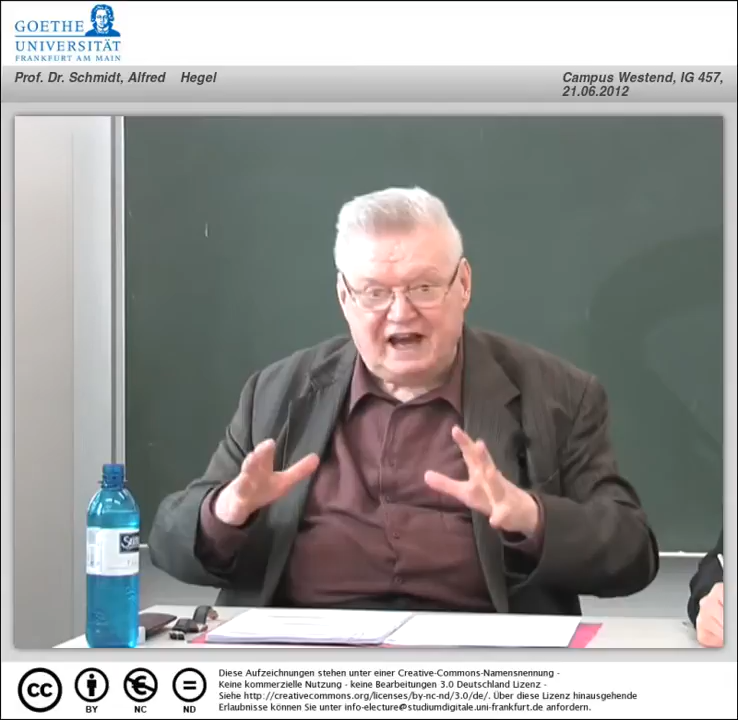 GOETHE
UNIVERSITÄT
FRANKFURT AM MAIN
Prof. Dr. Schmidt, Alfred Hegel
Campus Westend, IG 457,
21.06.2012
cc
BY
NC
ND
Diese Aufzeichnungen stehen unter einer Creative-Commons-Namensnennung -
Keine kommerzielle Nutzung - keine Bearbeitungen 3.0 Deutschland Lizenz -
Siehe http://creativecommons.org/licenses/by-nc-nd/3.0/de/. Über diese Lizenz hinausgehende
Erlaubnisse können Sie unter info-electure@studiumdigitale.uni-frankfurt.de anfordern.